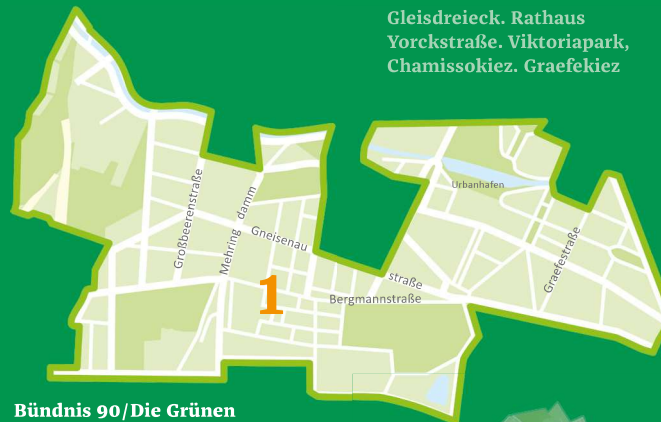 Gleisdreieck. Rathaus
Yorckstraße. Viktoriapark,
Chamissokiez. Graefekiez
Urbanhafen
Großbeerenstraße
Mehring damm
Gneisenau
straße
Graefestraße
1
Bergmannstraße
Bündnis 90/Die Grünen